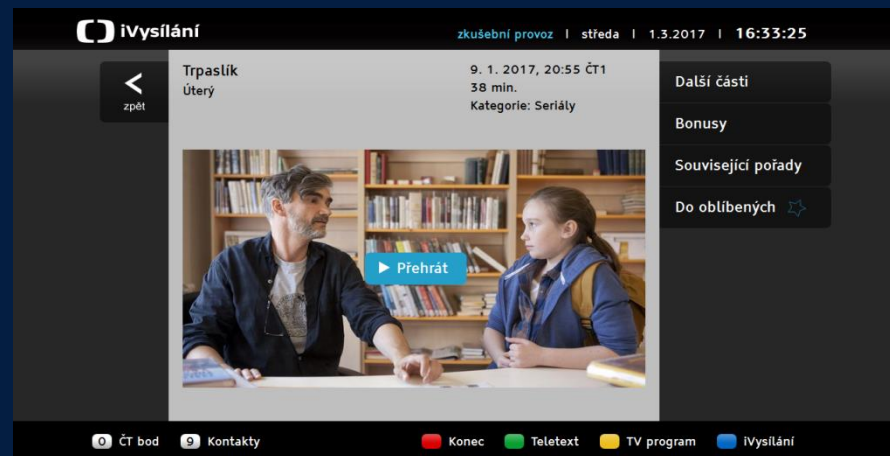 iVysílání
zkušební provoz | středa | 1.3.2017 | 16:33:25
zpět
Trpaslík
Úterý
9. 1. 2017, 20:55 ČT1
38 min.
Kategorie: Seriály
Přehrát
Další části
Bonusy
Související pořady
Do oblíbených
0 ČT bod 9 Kontakty Konec Teletext TV program iVysílání